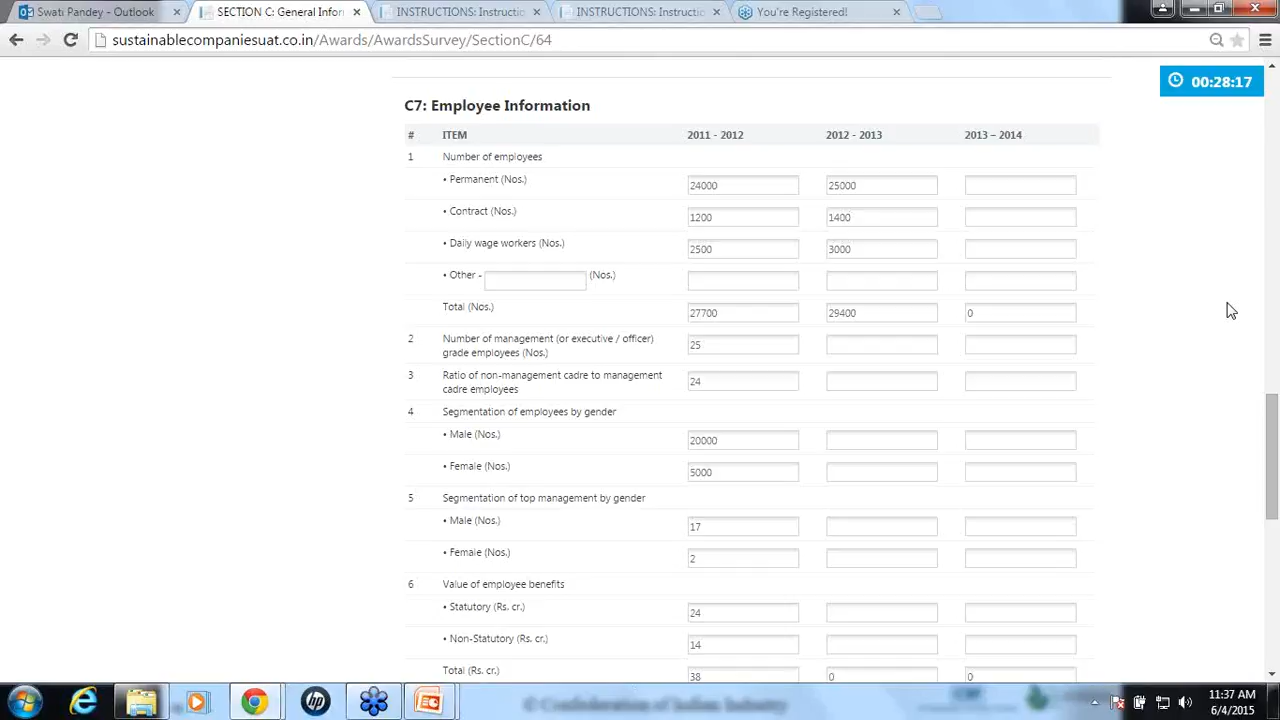 Swati Pandey - Outlook
SECTION C: General Infor
INSTRUCTIONS: Instructio
INSTRUCTIONS: Instructio
You're Registered!
sustainablecompaniesuat.co.in/Awards/AwardsSurvey/SectionC/64
00:28:17
C7: Employee Information
# ITEM 2011 - 2012 2012 - 2013 2013 – 2014
1 Number of employees
• Permanent (Nos.) 24000 25000
• Contract (Nos.) 1200 1400
• Daily wage workers (Nos.) 2500 3000
• Other - (Nos.)
Total (Nos.) 27700 29400 0
2 Number of management (or executive / officer) 25
grade employees (Nos.)
3 Ratio of non-management cadre to management 24
cadre employees
4 Segmentation of employees by gender
• Male (Nos.) 20000
• Female (Nos.) 5000
5 Segmentation of top management by gender
• Male (Nos.) 17
• Female (Nos.) 2
6 Value of employee benefits
• Statutory (Rs. cr.) 24
• Non-Statutory (Rs. cr.) 14
Total (Rs. cr.) 38 0 0
11:37 AM
6/4/2015